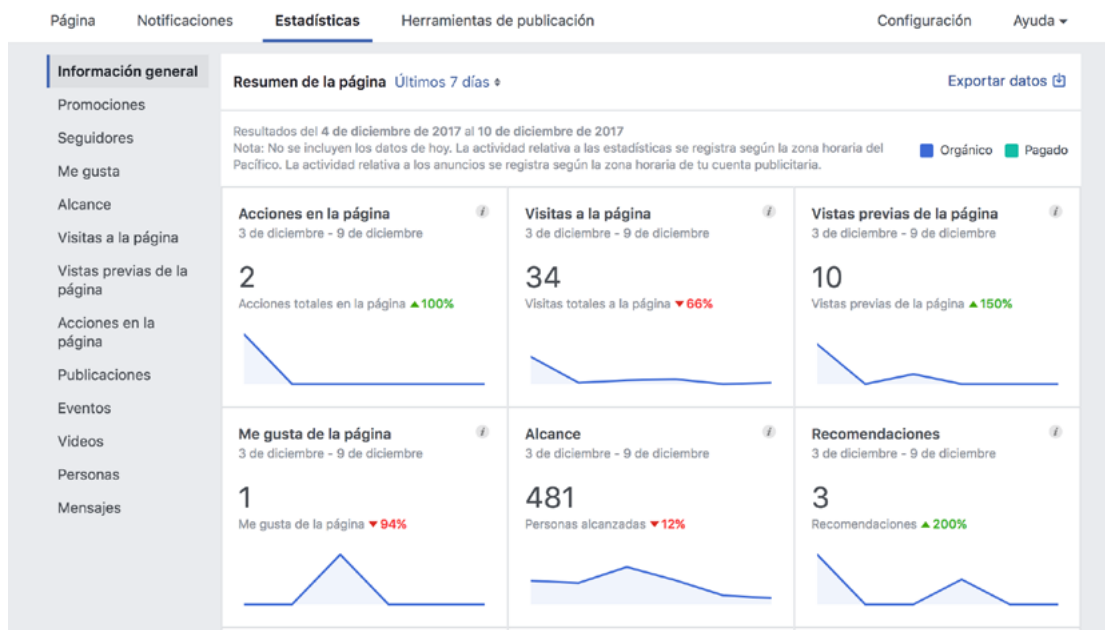 Página Notificaciones Estadísticas Herramientas de publicación Configuración Ayuda
Información general
Promociones
Seguidores
Me gusta
Alcance
Visitas a la página
Vistas previas de la
página
Acciones en la
página
Publicaciones
Eventos
Videos
Personas
Mensajes
Resumen de la página Últimos 7 días Exportar datos
Resultados del 4 de diciembre de 2017 al 10 de diciembre de 2017
Nota: No se incluyen los datos de hoy. La actividad relativa a las estadísticas se registra según la zona horaria del
Pacífico. La actividad relativa a los anuncios se registra según la zona horaria de tu cuenta publicitaria.
Orgánico Pagado
Acciones en la página i
3 de diciembre - 9 de diciembre
2
Acciones totales en la página ▲100%
Visitas a la página i
3 de diciembre - 9 de diciembre
34
Visitas totales a la página ▼66%
Vistas previas de la página i
3 de diciembre - 9 de diciembre
10
Vistas previas de la página ▲150%
Me gusta de la página i
3 de diciembre - 9 de diciembre
1
Me gusta de la página ▼94%
Alcance i
3 de diciembre - 9 de diciembre
481
Personas alcanzadas ▼12%
Recomendaciones i
3 de diciembre - 9 de diciembre
3
Recomendaciones ▲200%